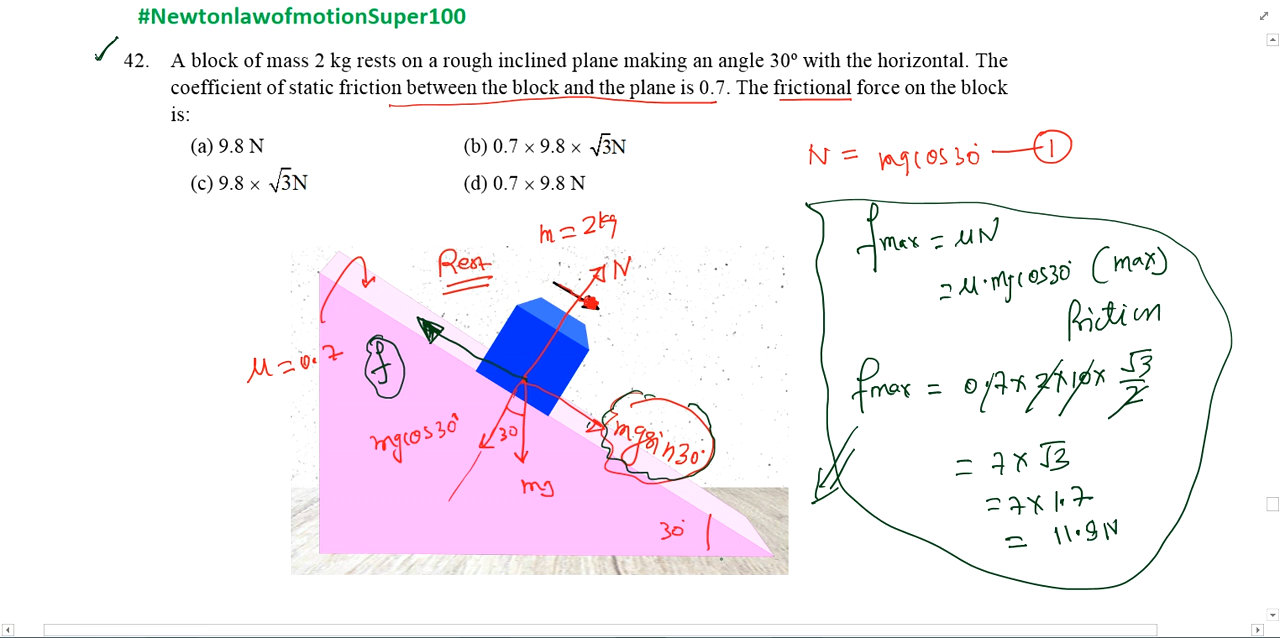 #NewtonlawofmotionSuper100
42. A block of mass 2 kg rests on a rough inclined plane making an angle 30° with the horizontal. The
coefficient of static friction between the block and the plane is 0.7. The frictional force on the block
is:
(a) 9.8 N
(b) 0.7 × 9.8 × √3N
(c) 9.8 × √3N
(d) 0.7 × 9.8 N
N = mgcos30° ①
m = 2kg
Rest
N
μ = 0.7
f
mgcos30°
30
mg
mgsin30°
30°
fmax = μN
= μ.mgcos30° (max)
friction
fmax = 0.7 × 2 × 10 × √3/2
= 7 × √3
= 7 × 1.7
= 11.9N